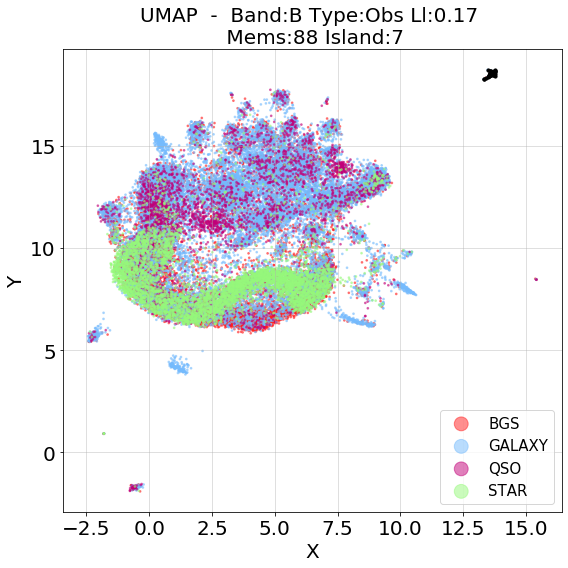 UMAP - Band:B Type:Obs Ll:0.17
Mems:88 Island:7
Y
15
10
5
0
−2.5 0.0 2.5 5.0 7.5 10.0 12.5 15.0
X
BGS
GALAXY
QSO
STAR